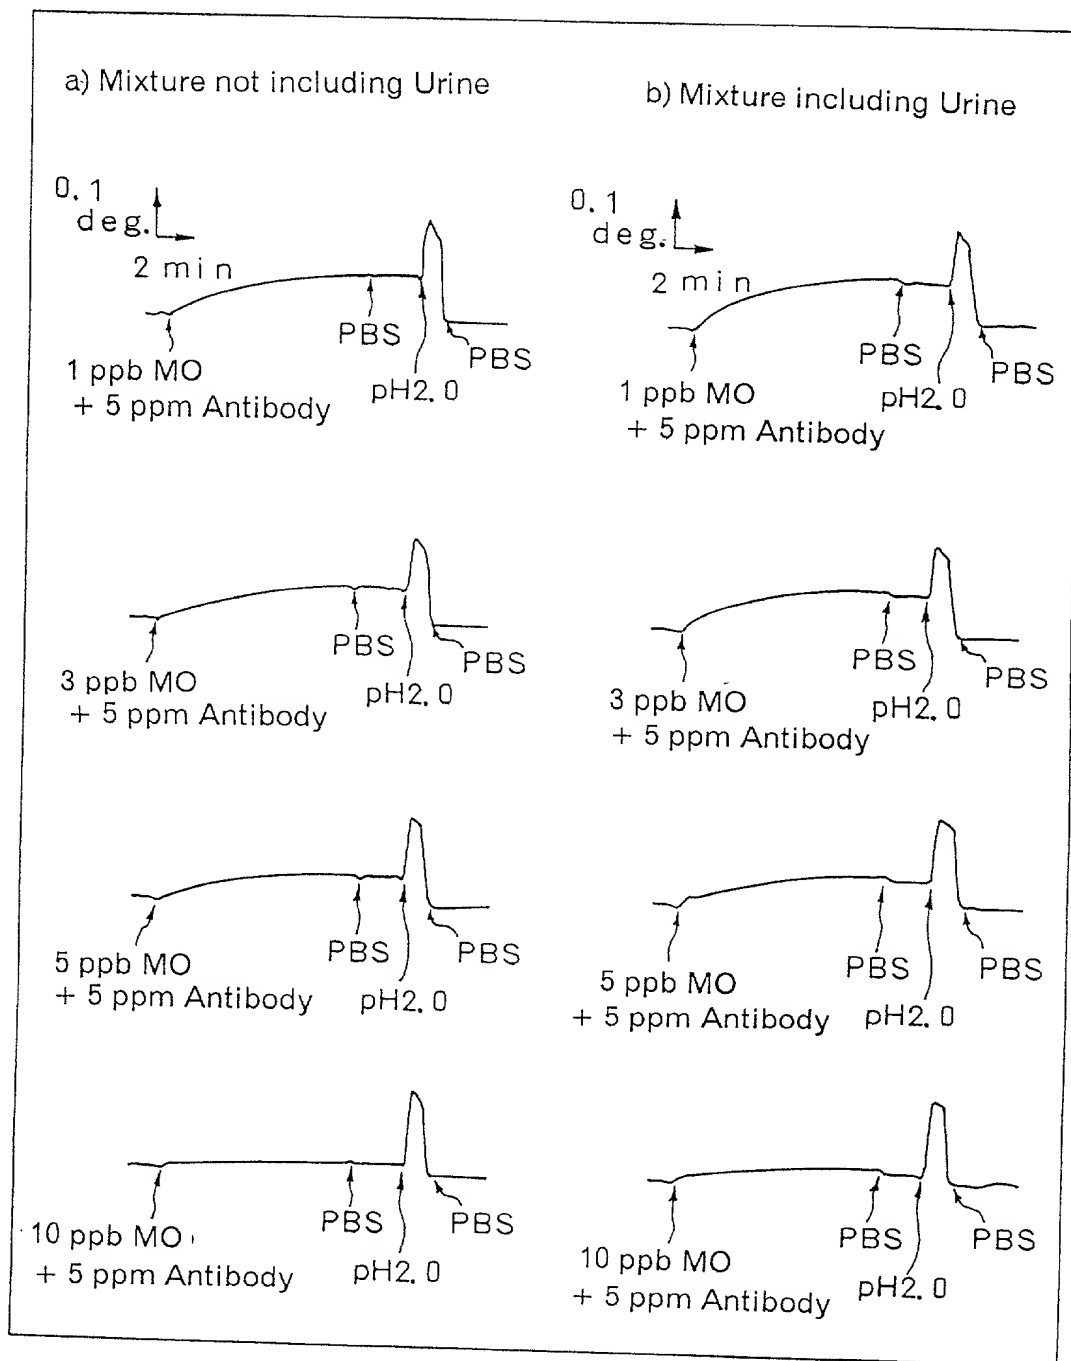 a) Mixture not including Urine
0.1
deg.
2 min
PBS
PBS
1 ppb MO
pH2.0
+ 5 ppm Antibody
PBS
PBS
3 ppb MO
pH2.0
+ 5 ppm Antibody
PBS
PBS
5 ppb MO
+ 5 ppm Antibody
pH2.0
PBS
PBS
10 ppb MO
+ 5 ppm Antibody
pH2.0
b) Mixture including Urine
0.1
deg.
2 min
PBS
PBS
1 ppb MO
pH2.0
+ 5 ppm Antibody
PBS
PBS
3 ppb MO
pH2.0
+ 5 ppm Antibody
PBS
PBS
5 ppb MO
+ 5 ppm Antibody
pH2.0
PBS
PBS
10 ppb MO
+ 5 ppm Antibody
pH2.0